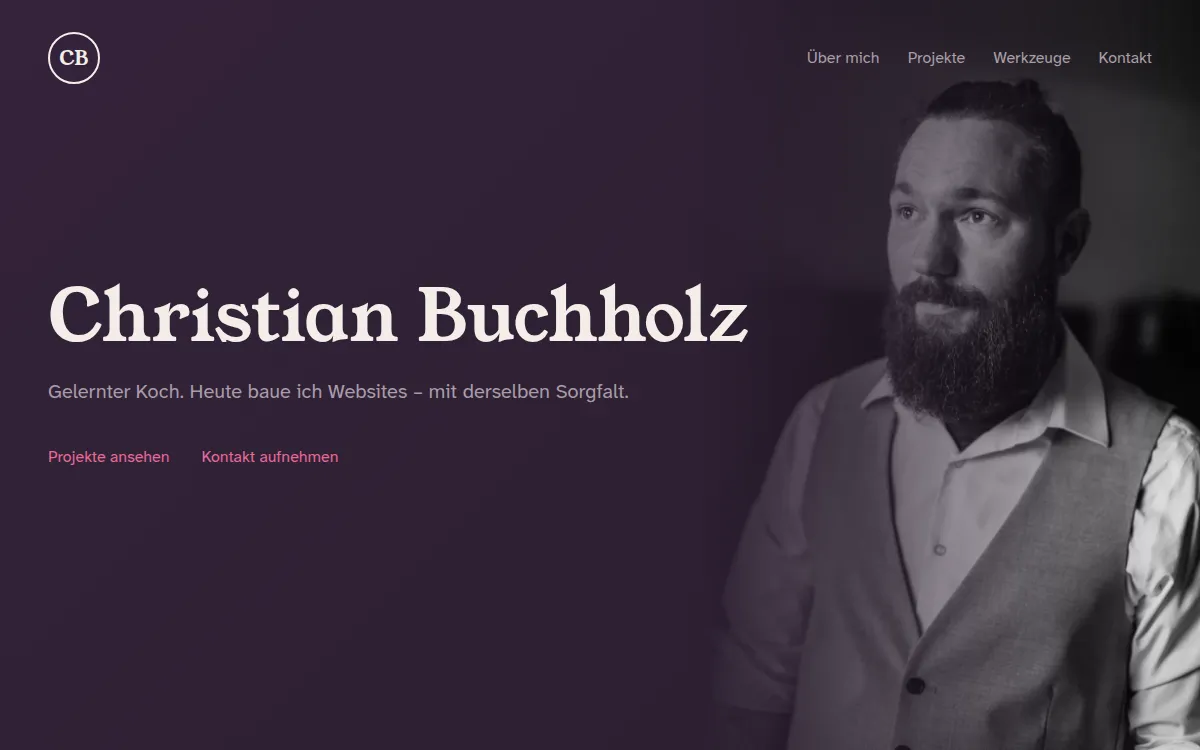 CB
Über mich Projekte Werkzeuge Kontakt
Christian Buchholz
Gelernter Koch. Heute baue ich Websites – mit derselben Sorgfalt.
Projekte ansehen Kontakt aufnehmen